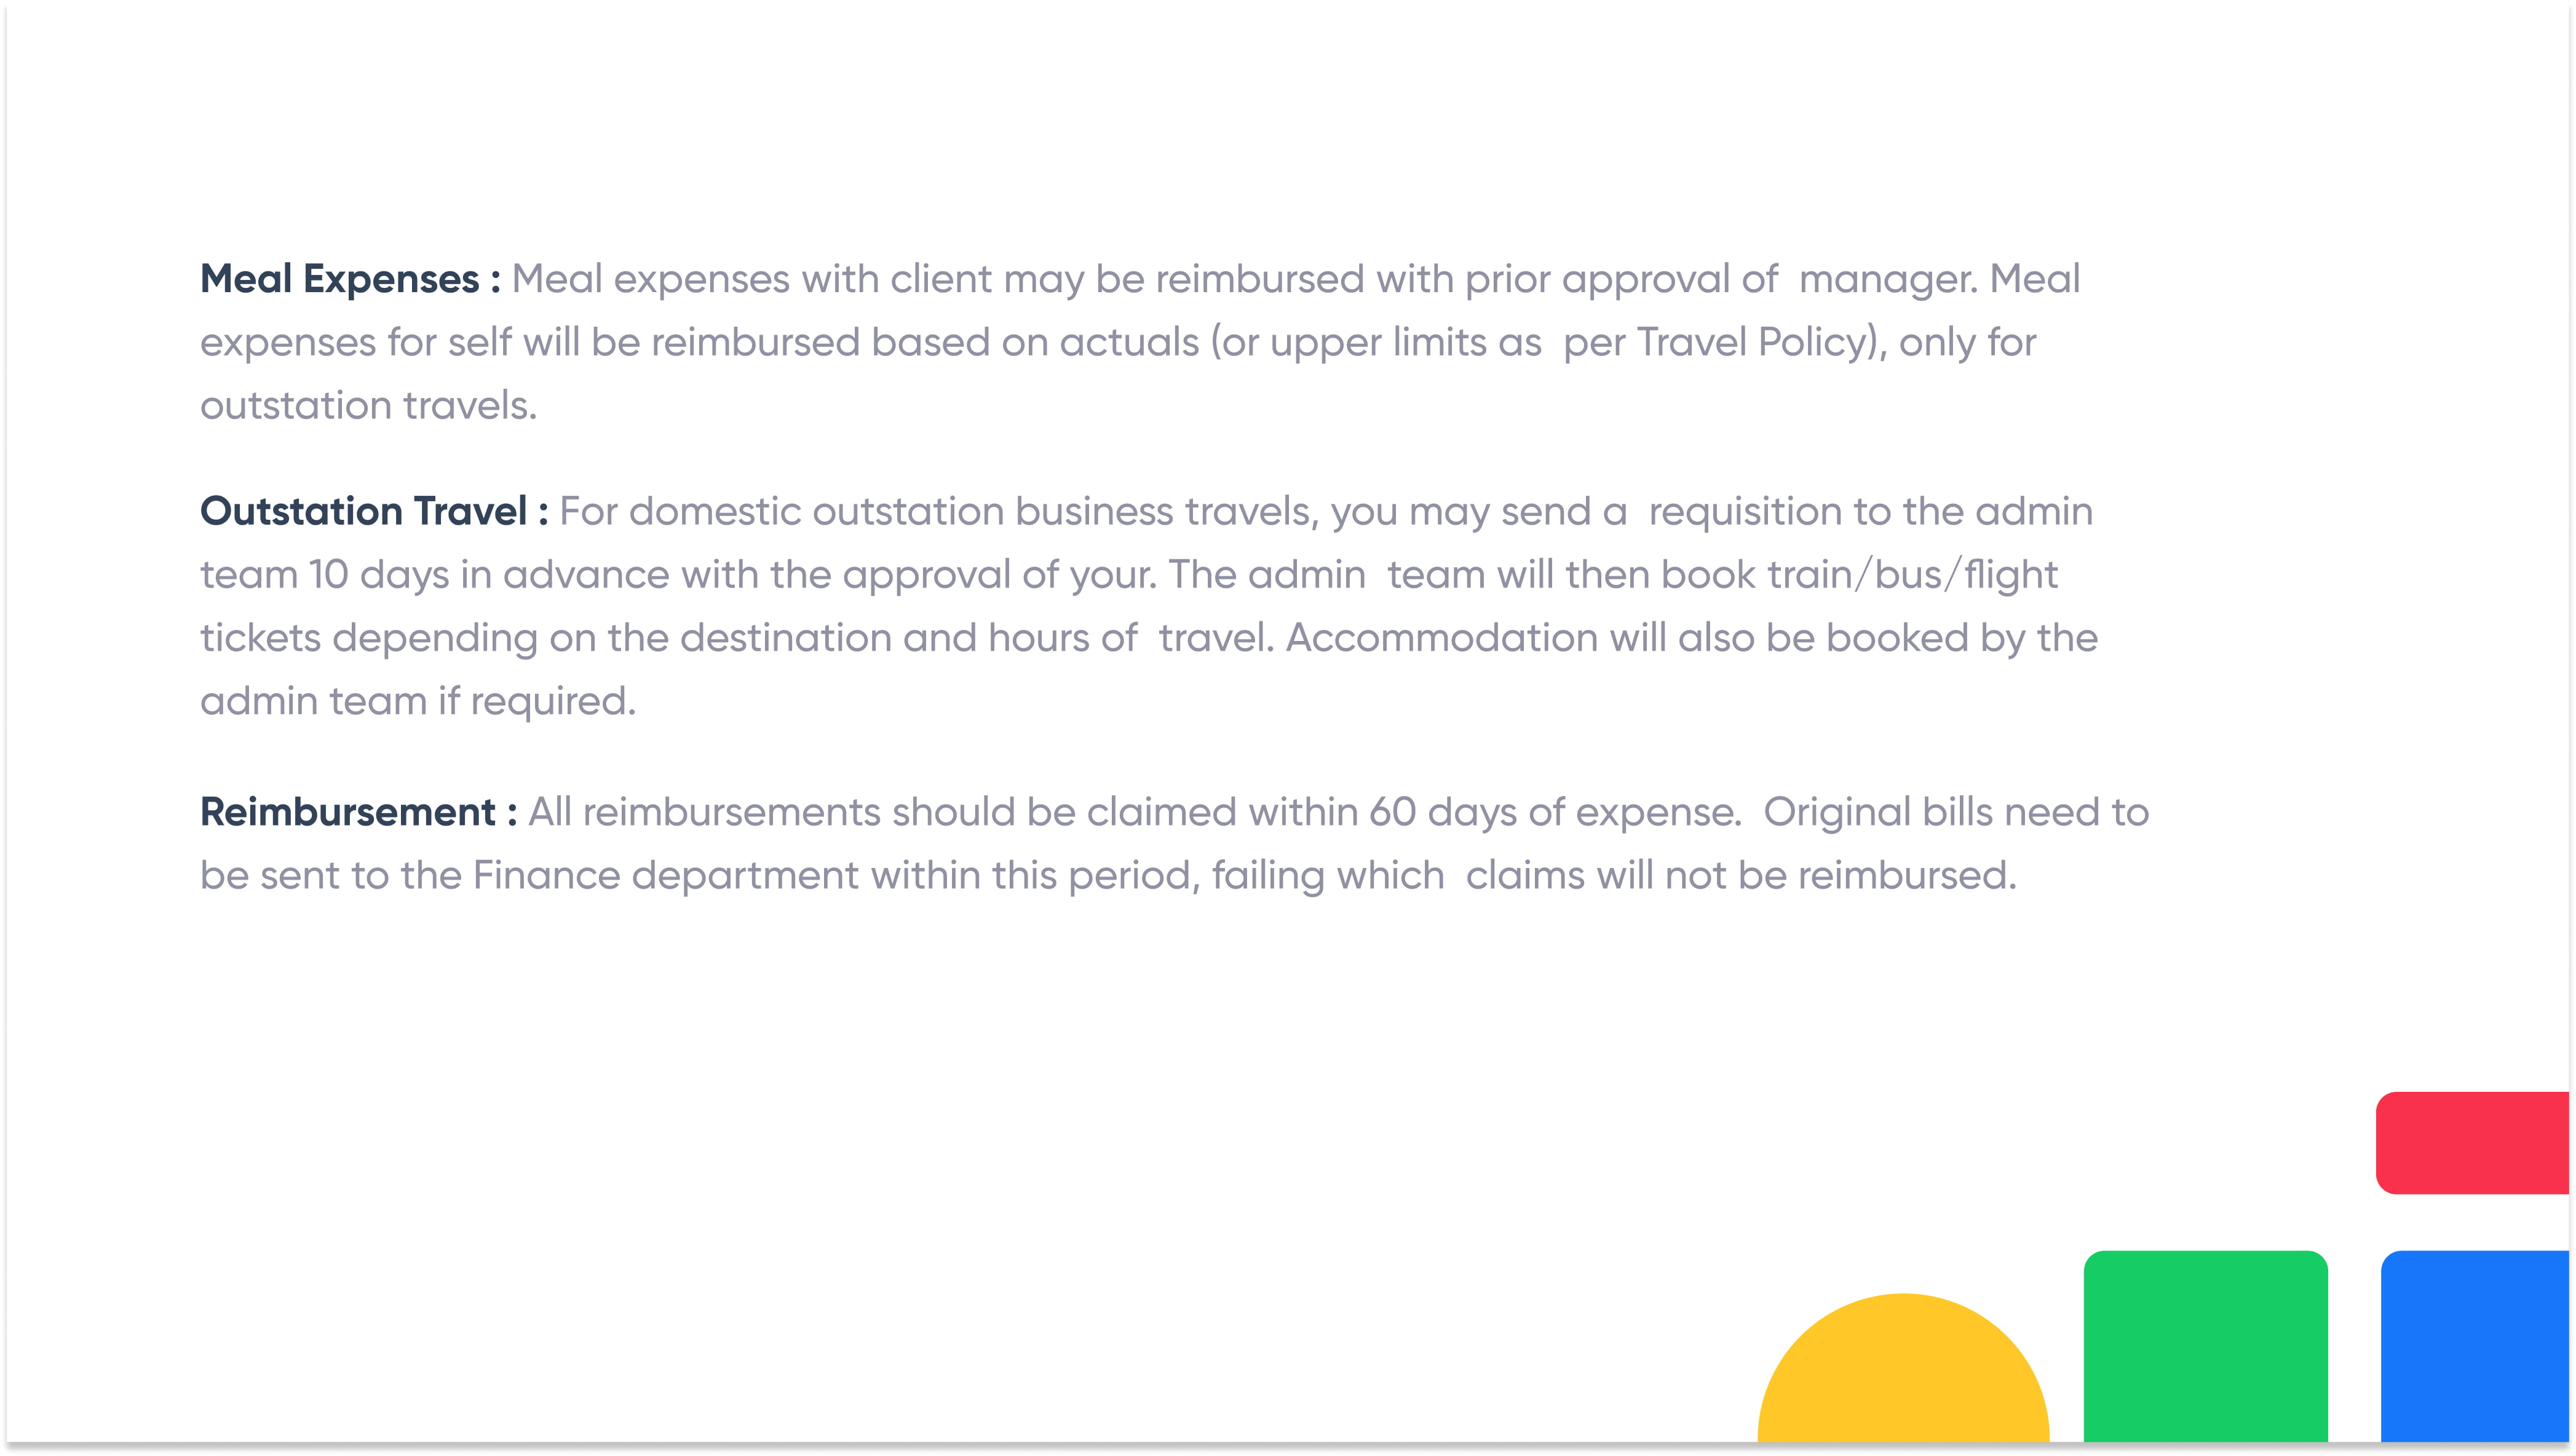 Meal Expenses : Meal expenses with client may be reimbursed with prior approval of  manager. Meal
expenses for self will be reimbursed based on actuals (or upper limits as  per Travel Policy), only for
outstation travels.
Outstation Travel : For domestic outstation business travels, you may send a  requisition to the admin
team 10 days in advance with the approval of your. The admin  team will then book train/bus/flight
tickets depending on the destination and hours of  travel. Accommodation will also be booked by the
admin team if required.
Reimbursement : All reimbursements should be claimed within 60 days of expense.  Original bills need to
be sent to the Finance department within this period, failing which  claims will not be reimbursed.